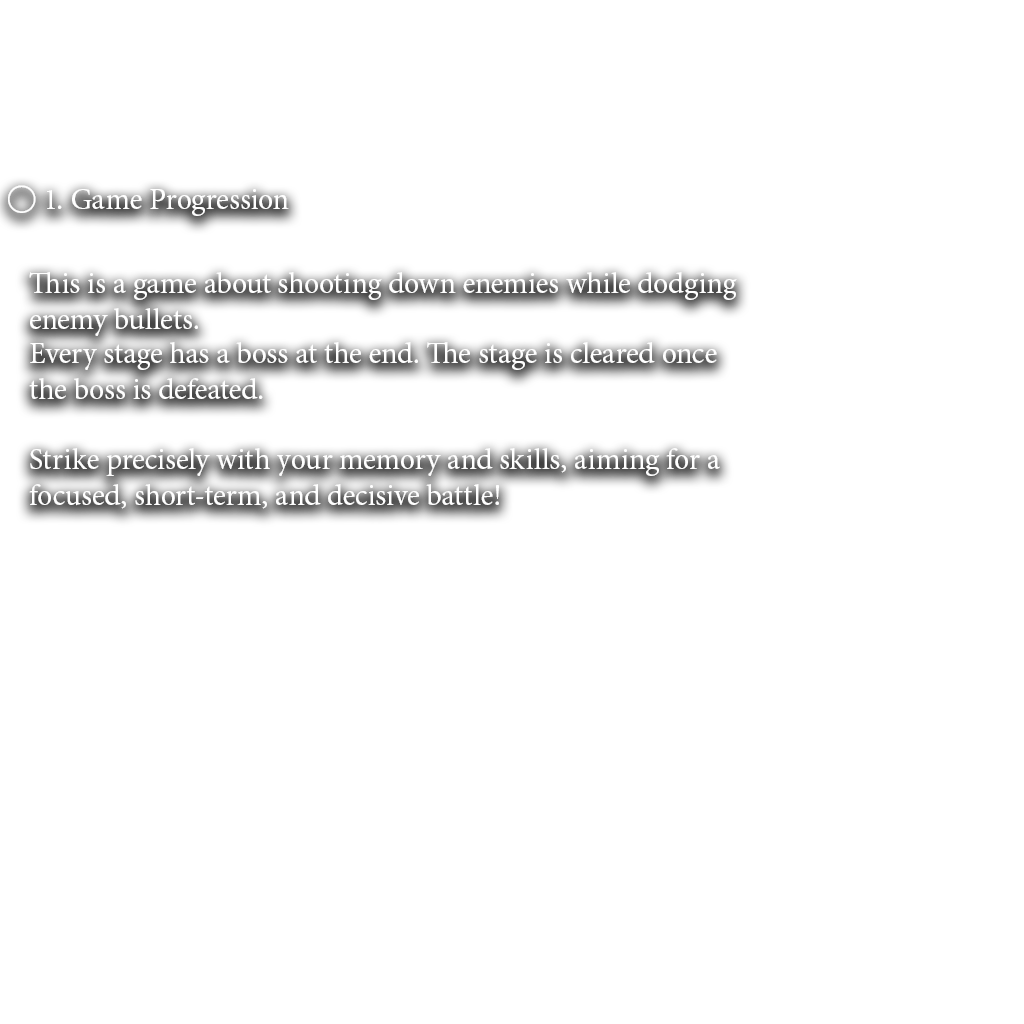 ○ 1. Game Progression
This is a game about shooting down enemies while dodging
enemy bullets.
Every stage has a boss at the end. The stage is cleared once
the boss is defeated.
Strike precisely with your memory and skills, aiming for a
focused, short-term, and decisive battle!